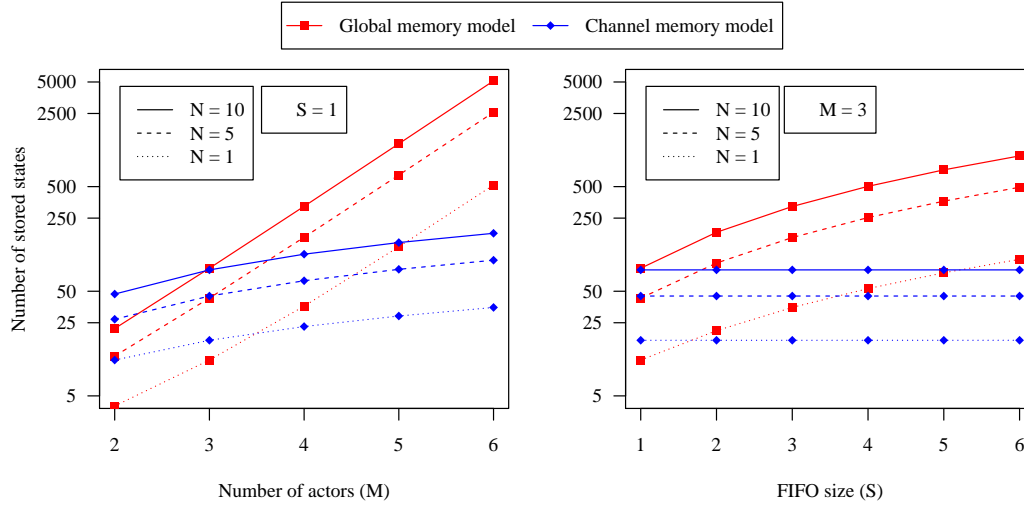 Global memory model Channel memory model
Number of stored states
5000
2500
500
250
50
25
5
N = 10
N = 5
N = 1
S = 1
2 3 4 5 6
Number of actors (M)
5000
2500
500
250
50
25
5
N = 10
N = 5
N = 1
M = 3
1 2 3 4 5 6
FIFO size (S)